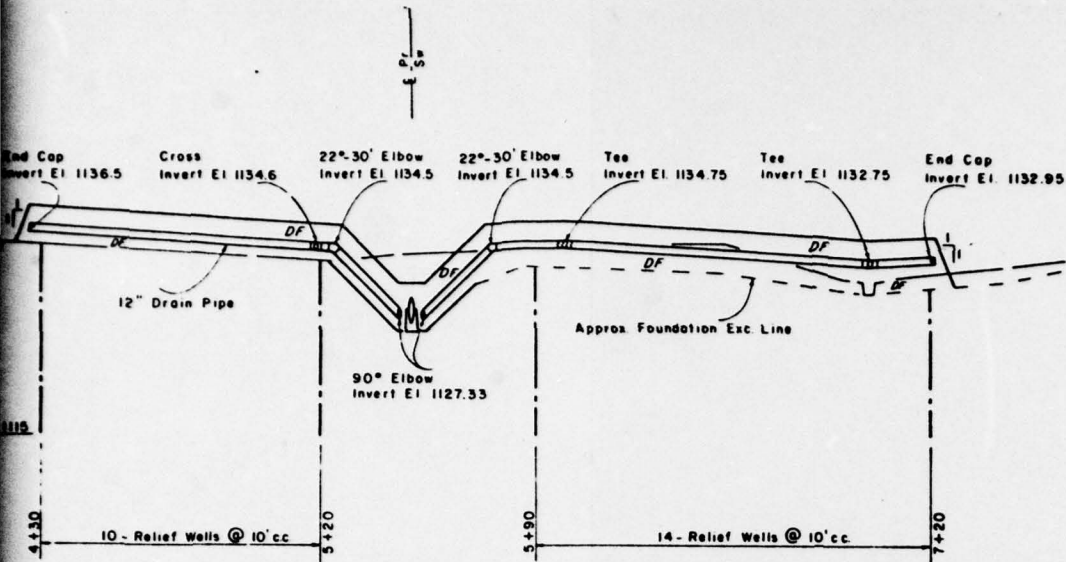 ℄ Pr
Sw
End Cap
Invert El 1136.5
Cross
Invert El 1134.6
22°-30' Elbow
Invert El 1134.5
22°-30' Elbow
Invert El 1134.5
Tee
Invert El. 1134.75
Tee
Invert El 1132.75
End Cap
Invert El. 1132.95
1
1
1
DF
DF
DF
DF
DF
DF
12" Drain Pipe
Approx. Foundation Exc. Line
90° Elbow
Invert El 1127.33
1115
4+30
10 - Relief Wells @ 10' cc
5+20
5+90
14 - Relief Wells @ 10' cc.
7+20